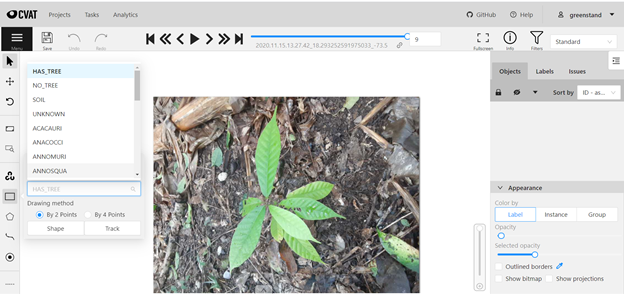 CVAT Projects Tasks Analytics GitHub Help greenstand
Menu Save Undo Redo 2020.11.15.13.27.42_18.293252591975033_-73.5 9 Fullscreen Info Filters Standard
HAS_TREE
NO_TREE
SOIL
UNKNOWN
ACACAURI
ANACOCCI
ANNOMURI
ANNOSQUA
HAS_TREE
Drawing method
By 2 Points By 4 Points
Shape Track
Objects Labels Issues
Sort by ID - as...
Appearance
Color by
Label Instance Group
Opacity
Selected opacity
Outlined borders
Show bitmap Show projections